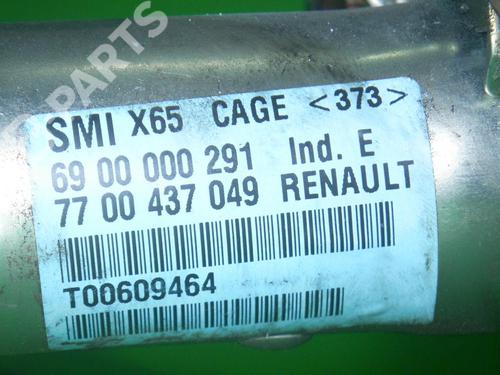 B-PARTS
SMI X65 CAGE <373>
69 00 000 291 Ind. E
77 00 437 049 RENAULT
T00609464